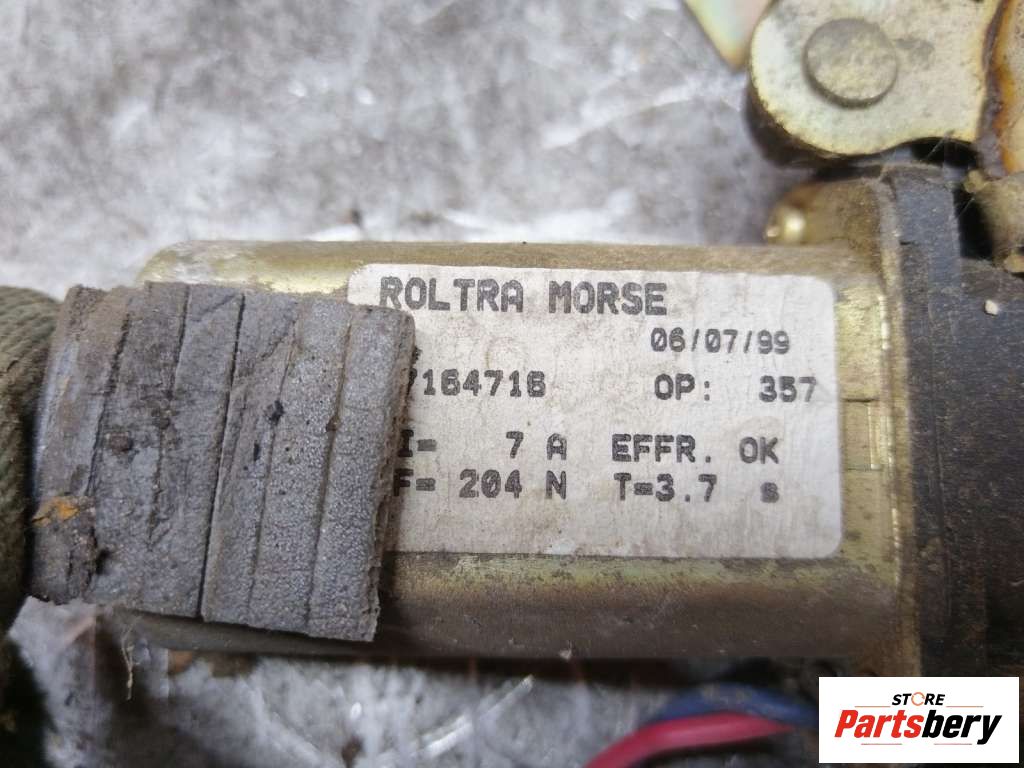 ROLTRA MORSE
06/07/99
7164716 OP: 357
I= 7 A EFFR. OK
F= 204 N T=3.7 s
STORE
Partsbery